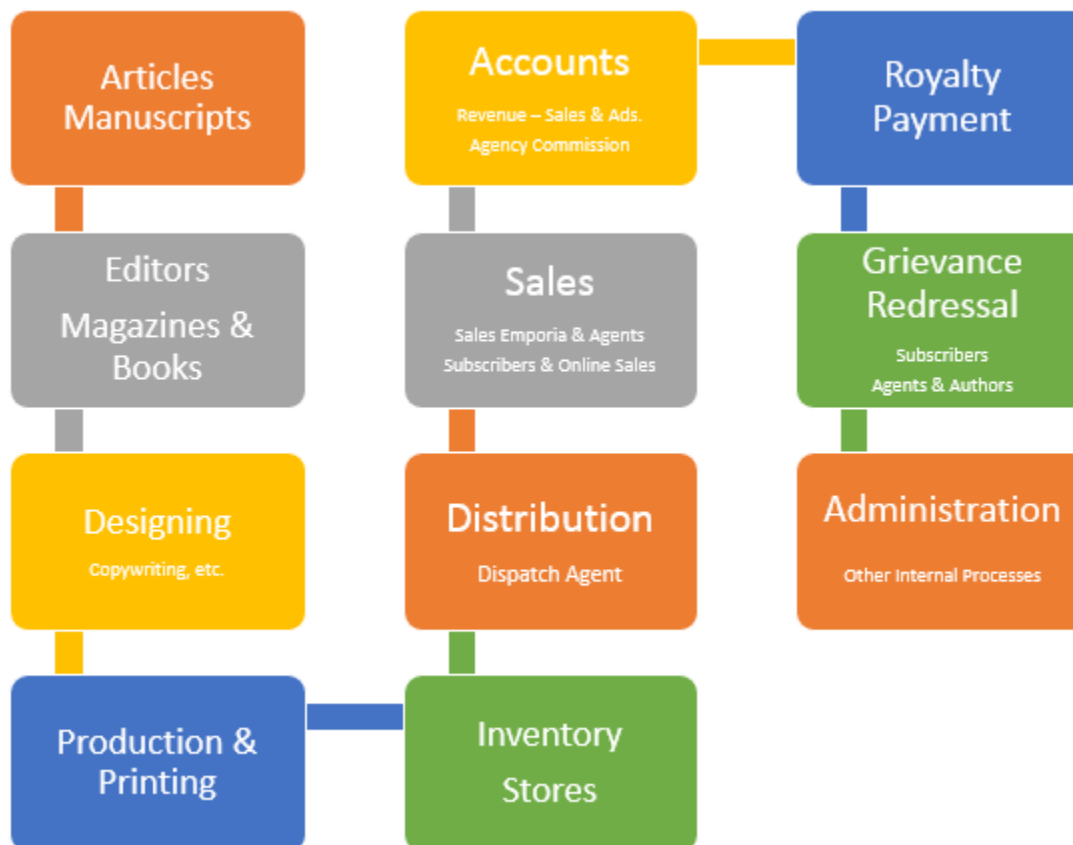 Articles
Manuscripts
Editors
Magazines &
Books
Designing
Copywriting, etc.
Production &
Printing
Inventory
Stores
Distribution
Dispatch Agent
Sales
Sales Emporia & Agents
Subscribers & Online Sales
Accounts
Revenue – Sales & Ads.
Agency Commission
Royalty
Payment
Grievance
Redressal
Subscribers
Agents & Authors
Administration
Other Internal Processes